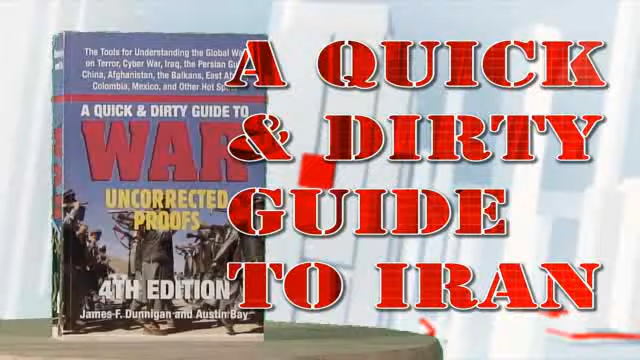 The Tools for Understanding the Global War
on Terror, Cyber War, Iraq, the Persian Gu
China, Afghanistan, the Balkans, East Af
Colombia, Mexico, and Other Hot Sp
A QUICK & DIRTY GUIDE TO
WAR
UNCORRECTED
PROOFS
4TH EDITION
James F. Dunnigan and Austin Bay
A QUICK
& DIRTY
GUIDE
TO IRAN